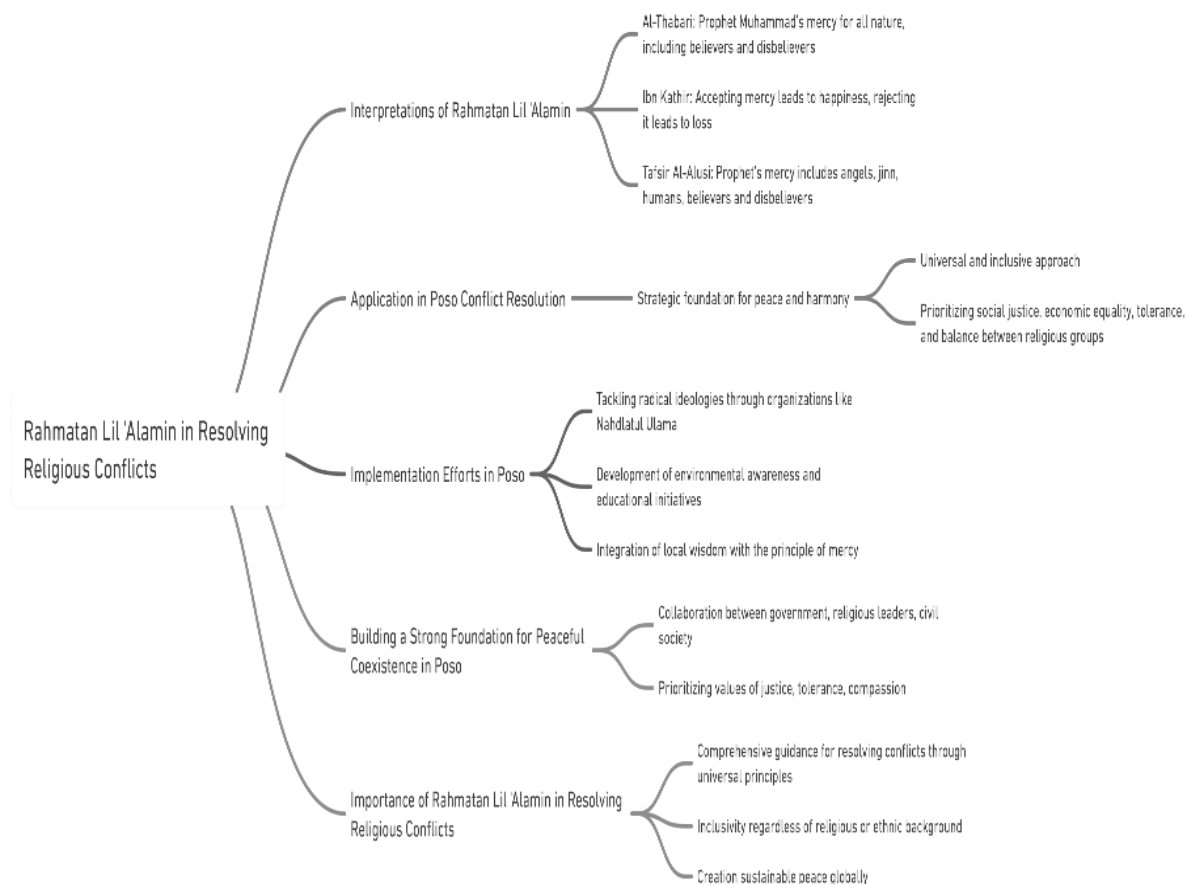 Rahmatan Lil 'Alamin in Resolving
Religious Conflicts
Interpretations of Rahmatan Lil 'Alamin
Al-Thabari: Prophet Muhammad's mercy for all nature,
including believers and disbelievers
Ibn Kathir: Accepting mercy leads to happiness, rejecting
it leads to loss
Tafsir Al-Alusi: Prophet's mercy includes angels, jinn,
humans, believers and disbelievers
Application in Poso Conflict Resolution
Strategic foundation for peace and harmony
Universal and inclusive approach
Prioritizing social justice, economic equality, tolerance,
and balance between religious groups
Implementation Efforts in Poso
Tackling radical ideologies through organizations like
Nahdlatul Ulama
Development of environmental awareness and
educational initiatives
Integration of local wisdom with the principle of mercy
Building a Strong Foundation for Peaceful
Coexistence in Poso
Collaboration between government, religious leaders, civil
society
Prioritizing values of justice, tolerance, compassion
Importance of Rahmatan Lil 'Alamin in Resolving
Religious Conflicts
Comprehensive guidance for resolving conflicts through
universal principles
Inclusivity regardless of religious or ethnic background
Creation sustainable peace globally